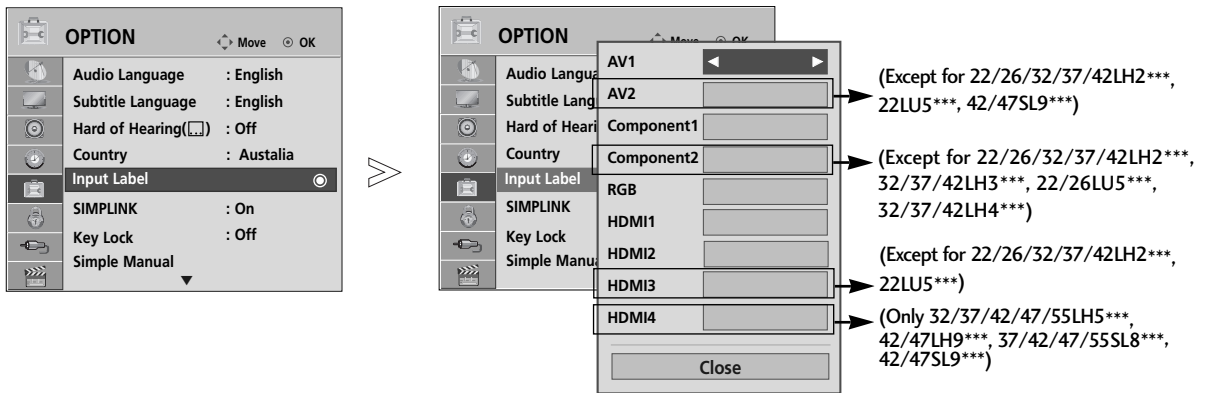 OPTION
Move OK
Audio Language : English
Subtitle Language : English
Hard of Hearing( ) : Off
Country : Austalia
Input Label
SIMPLINK : On
Key Lock : Off
Simple Manual
OPTION
Move OK
Audio Langua
Subtitle Lang
Hard of Heari
Country
Input Label
SIMPLINK
Key Lock
Simple Manua
AV1
AV2
Component1
Component2
RGB
HDMI1
HDMI2
HDMI3
HDMI4
Close
(Except for 22/26/32/37/42LH2***,
22LU5***, 42/47SL9***)
(Except for 22/26/32/37/42LH2***,
32/37/42LH3***, 22/26LU5***,
32/37/42LH4***)
(Except for 22/26/32/37/42LH2***,
22LU5***)
(Only 32/37/42/47/55LH5***,
42/47LH9***, 37/42/47/55SL8***,
42/47SL9***)